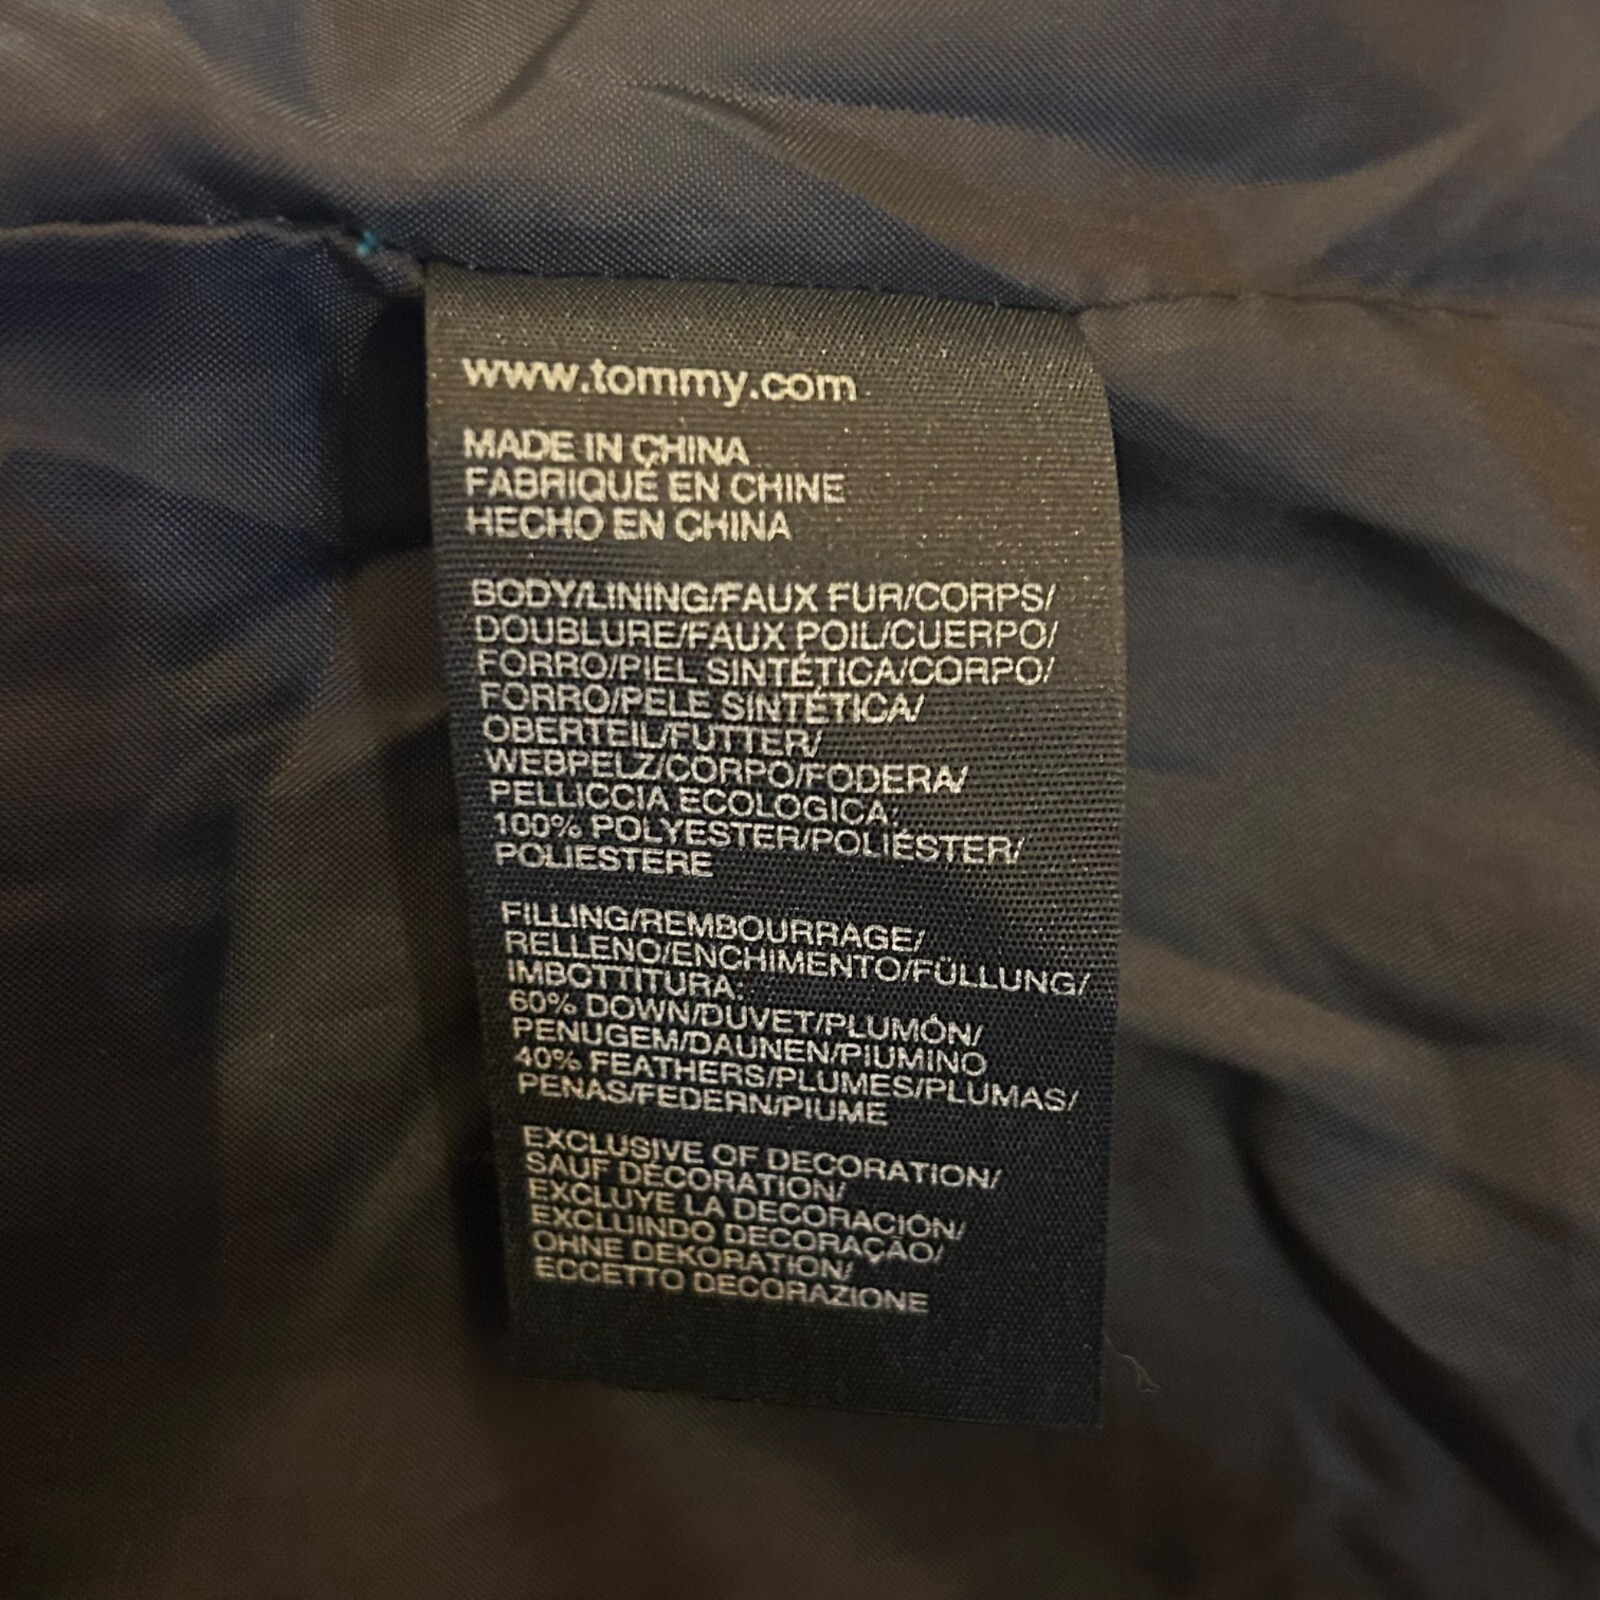 www.tommy.com
MADE IN CHINA
FABRIQUÉ EN CHINE
HECHO EN CHINA
BODY/LINING/FAUX FUR/CORPS/
DOUBLURE/FAUX POIL/CUERPO/
FORRO/PIEL SINTÉTICA/CORPO/
FORRO/PELE SINTÉTICA/
OBERTEIL/FUTTER/
WEBPELZ/CORPO/FODERA/
PELLICCIA ECOLOGICA:
100% POLYESTER/POLIÉSTER/
POLIESTERE
FILLING/REMBOURRAGE/
RELLENO/ENCHIMENTO/FÜLLUNG/
IMBOTTITURA:
60% DOWN/DUVET/PLUMÓN/
PENUGEM/DAUNEN/PIUMINO
40% FEATHERS/PLUMES/PLUMAS/
PENAS/FEDERN/PIUME
EXCLUSIVE OF DECORATION/
SAUF DÉCORATION/
EXCLUYE LA DECORACIÓN/
EXCLUINDO DECORAÇÃO/
OHNE DEKORATION/
ECCETTO DECORAZIONE